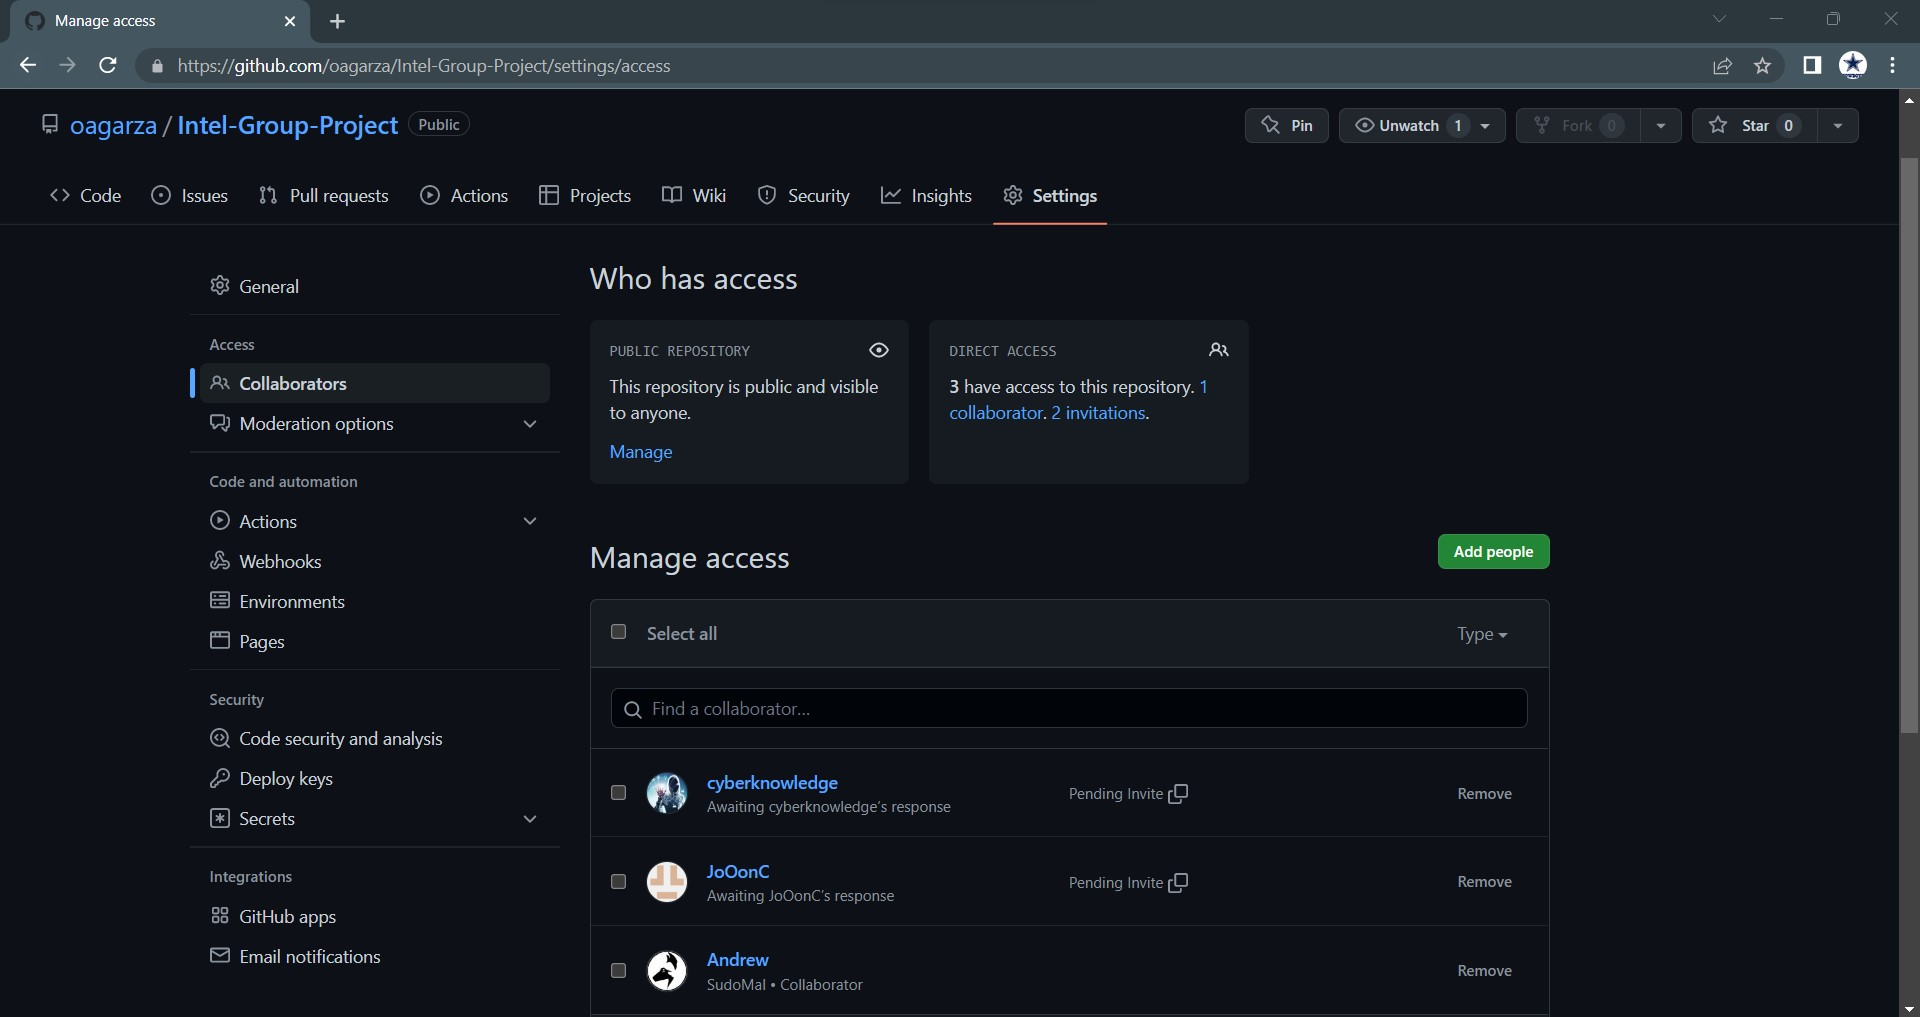 Manage access
https://github.com/oagarza/Intel-Group-Project/settings/access
oagarza / Intel-Group-Project Public
Pin
Unwatch 1
Fork 0
Star 0
Code
Issues
Pull requests
Actions
Projects
Wiki
Security
Insights
Settings
General
Access
Collaborators
Moderation options
Code and automation
Actions
Webhooks
Environments
Pages
Security
Code security and analysis
Deploy keys
Secrets
Integrations
GitHub apps
Email notifications
Who has access
PUBLIC REPOSITORY
This repository is public and visible
to anyone.
Manage
DIRECT ACCESS
3 have access to this repository. 1
collaborator. 2 invitations.
Manage access
Add people
Select all
Type
Find a collaborator...
cyberknowledge
Awaiting cyberknowledge's response
Pending Invite
Remove
JoOonC
Awaiting JoOonC's response
Pending Invite
Remove
Andrew
SudoMal • Collaborator
Remove